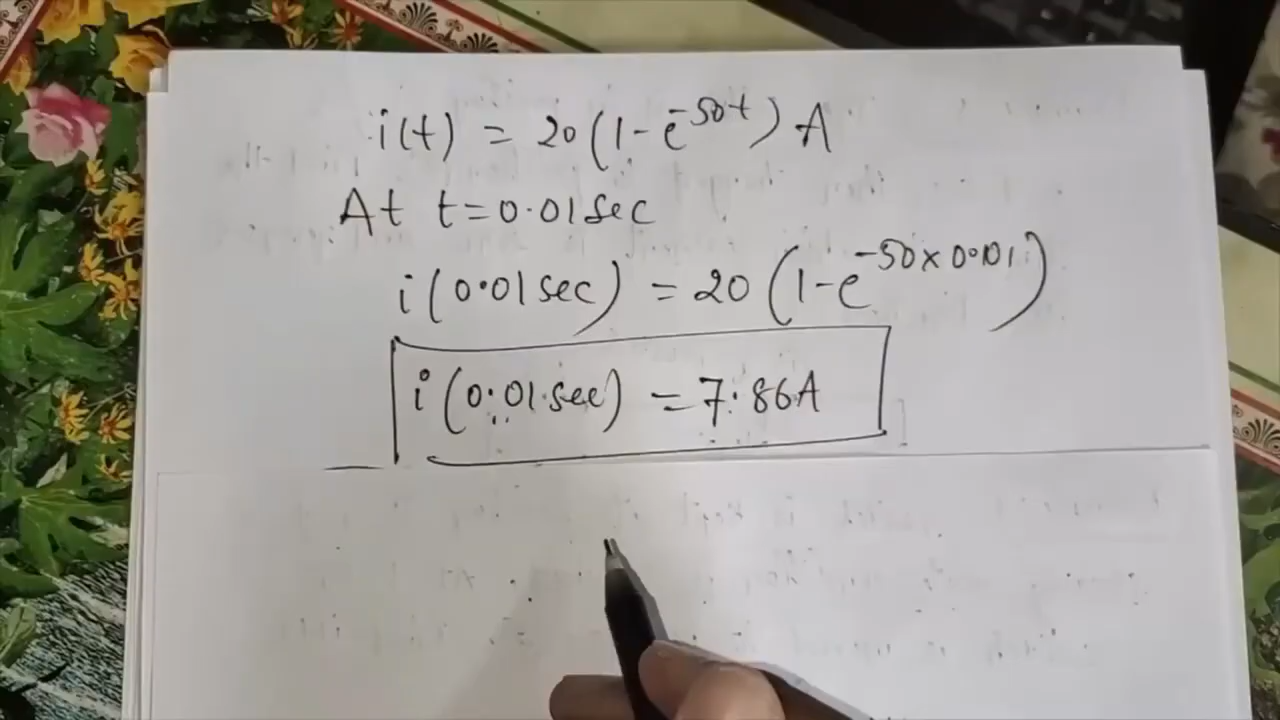 i(t) = 20(1-e^-50t) A
At t=0.01sec
i(0.01sec) = 20(1-e^-50×0.01)
i(0.01sec) = 7.86A